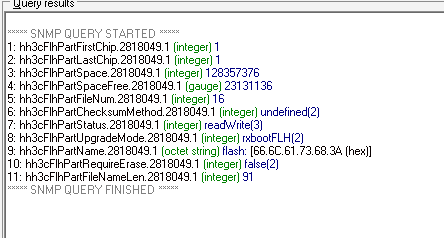 Query results
***** SNMP QUERY STARTED *****
1: hh3cFlhPartFirstChip.2818049.1 (integer) 1
2: hh3cFlhPartLastChip.2818049.1 (integer) 1
3: hh3cFlhPartSpace.2818049.1 (integer) 128357376
4: hh3cFlhPartSpaceFree.2818049.1 (gauge) 23131136
5: hh3cFlhPartFileNum.2818049.1 (integer) 16
6: hh3cFlhPartChecksumMethod.2818049.1 (integer) undefined(2)
7: hh3cFlhPartStatus.2818049.1 (integer) readWrite(3)
8: hh3cFlhPartUpgradeMode.2818049.1 (integer) rxbootFLH(2)
9: hh3cFlhPartName.2818049.1 (octet string) flash: [66.6C.61.73.68.3A (hex)]
10: hh3cFlhPartRequireErase.2818049.1 (integer) false(2)
11: hh3cFlhPartFileNameLen.2818049.1 (integer) 91
***** SNMP QUERY FINISHED *****